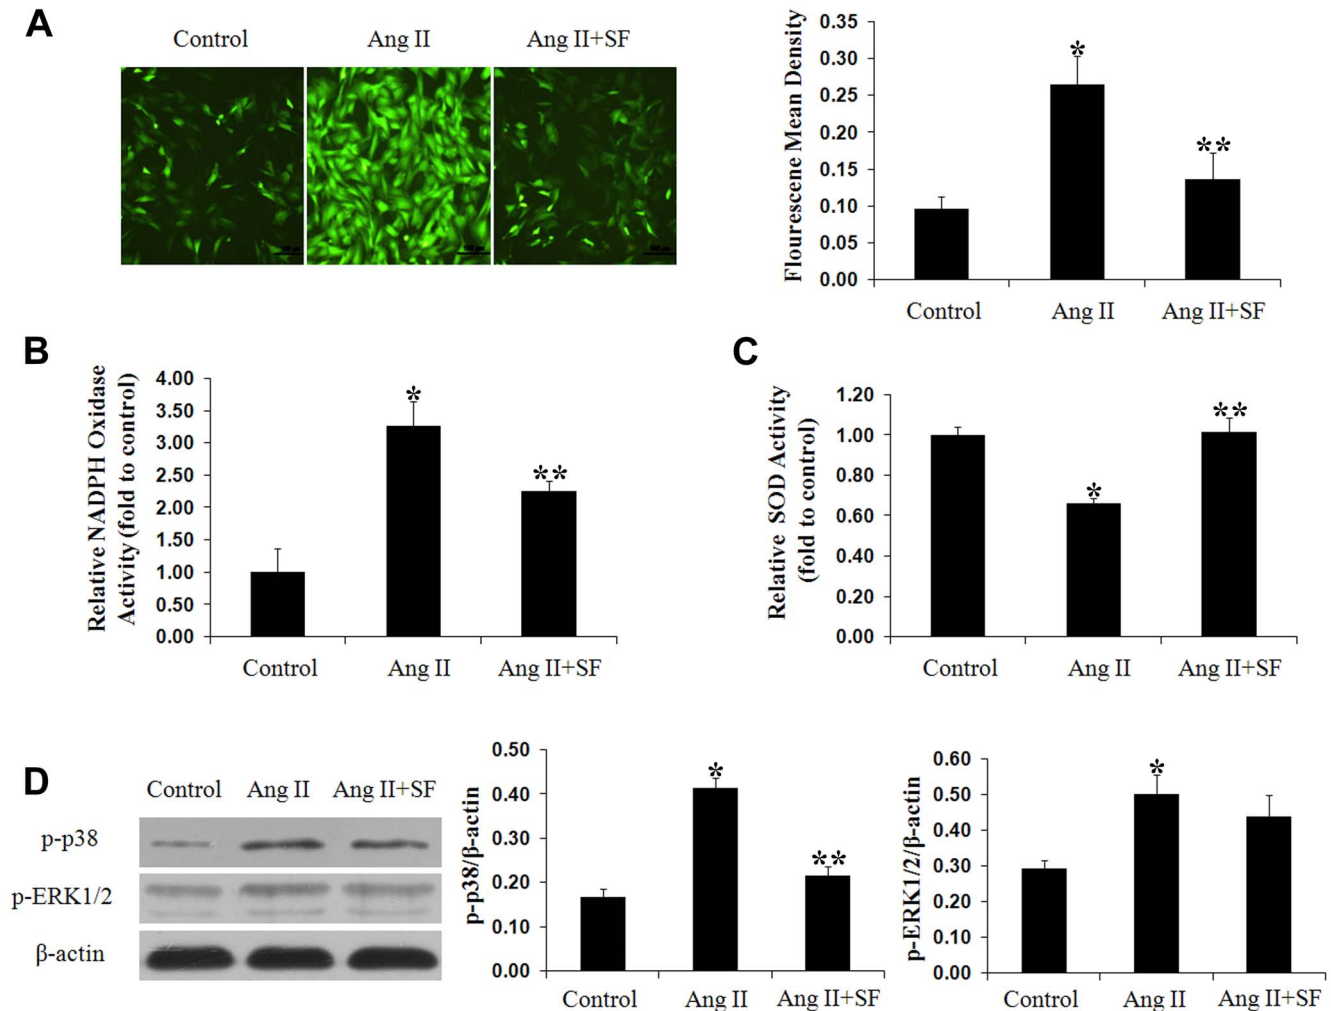 A
Control
Ang II
Ang II+SF
Flourescene Mean Density
0.35
0.30
0.25
0.20
0.15
0.10
0.05
0.00
*
**
Control
Ang II
Ang II+SF
B
Relative NADPH Oxidase
Activity (fold to control)
4.00
3.50
3.00
2.50
2.00
1.50
1.00
0.50
0.00
*
**
Control
Ang II
Ang II+SF
C
Relative SOD Activity
(fold to control)
1.20
1.00
0.80
0.60
0.40
0.20
0.00
*
**
Control
Ang II
Ang II+SF
D
Control
Ang II
Ang II+SF
p-p38
p-ERK1/2
β-actin
p-p38/β-actin
0.50
0.40
0.30
0.20
0.10
0.00
*
**
Control
Ang II
Ang II+SF
p-ERK1/2/β-actin
0.60
0.50
0.40
0.30
0.20
0.10
0.00
*
Control
Ang II
Ang II+SF